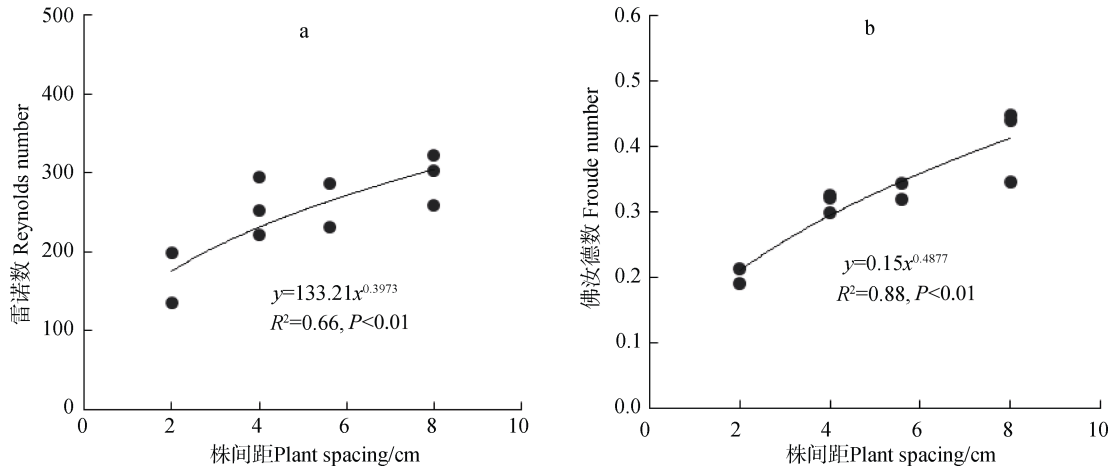 a
500
400
300
200
100
0
雷诺数 Reynolds number
y=133.21x^0.3973
R²=0.66, P<0.01
0 2 4 6 8 10
株间距Plant spacing/cm
b
0.6
0.5
0.4
0.3
0.2
0.1
0.0
佛汝德数 Froude number
y=0.15x^0.4877
R²=0.88, P<0.01
0 2 4 6 8 10
株间距Plant spacing/cm